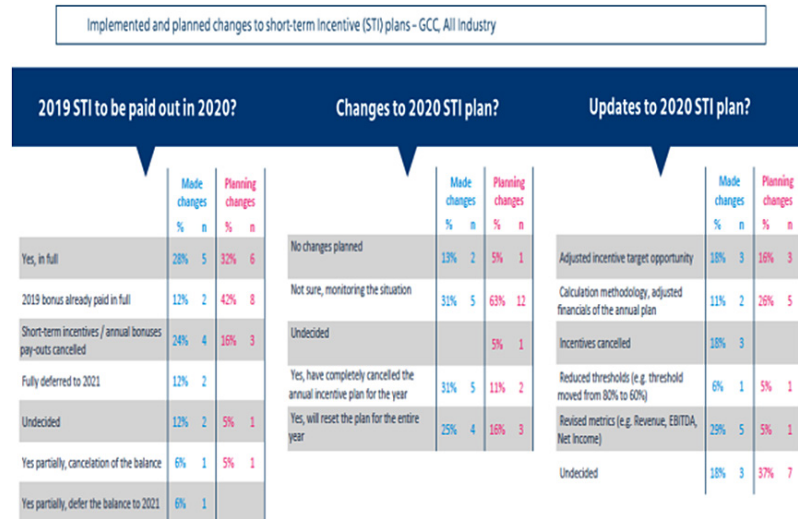 Implemented and planned changes to short-term Incentive (STI) plans – GCC, All Industry
2019 STI to be paid out in 2020?
Made changes Planning changes
% n % n
Yes, in full 28% 5 32% 6
2019 bonus already paid in full 12% 2 42% 8
Short-term incentives / annual bonuses
pay-outs cancelled 24% 4 16% 3
Fully deferred to 2021 12% 2
Undecided 12% 2 5% 1
Yes partially, cancelation of the balance 6% 1 5% 1
Yes partially, defer the balance to 2021 6% 1
Changes to 2020 STI plan?
Made changes Planning changes
% n % n
No changes planned 13% 2 5% 1
Not sure, monitoring the situation 31% 5 63% 12
Undecided 5% 1
Yes, have completely cancelled the
annual incentive plan for the year 31% 5 11% 2
Yes, will reset the plan for the entire
year 25% 4 16% 3
Updates to 2020 STI plan?
Made changes Planning changes
% n % n
Adjusted incentive target opportunity 18% 3 16% 3
Calculation methodology, adjusted
financials of the annual plan 11% 2 26% 5
Incentives cancelled 18% 3
Reduced thresholds (e.g. threshold
moved from 80% to 60%) 6% 1 5% 1
Revised metrics (e.g. Revenue, EBITDA,
Net Income) 29% 5 5% 1
Undecided 18% 3 37% 7